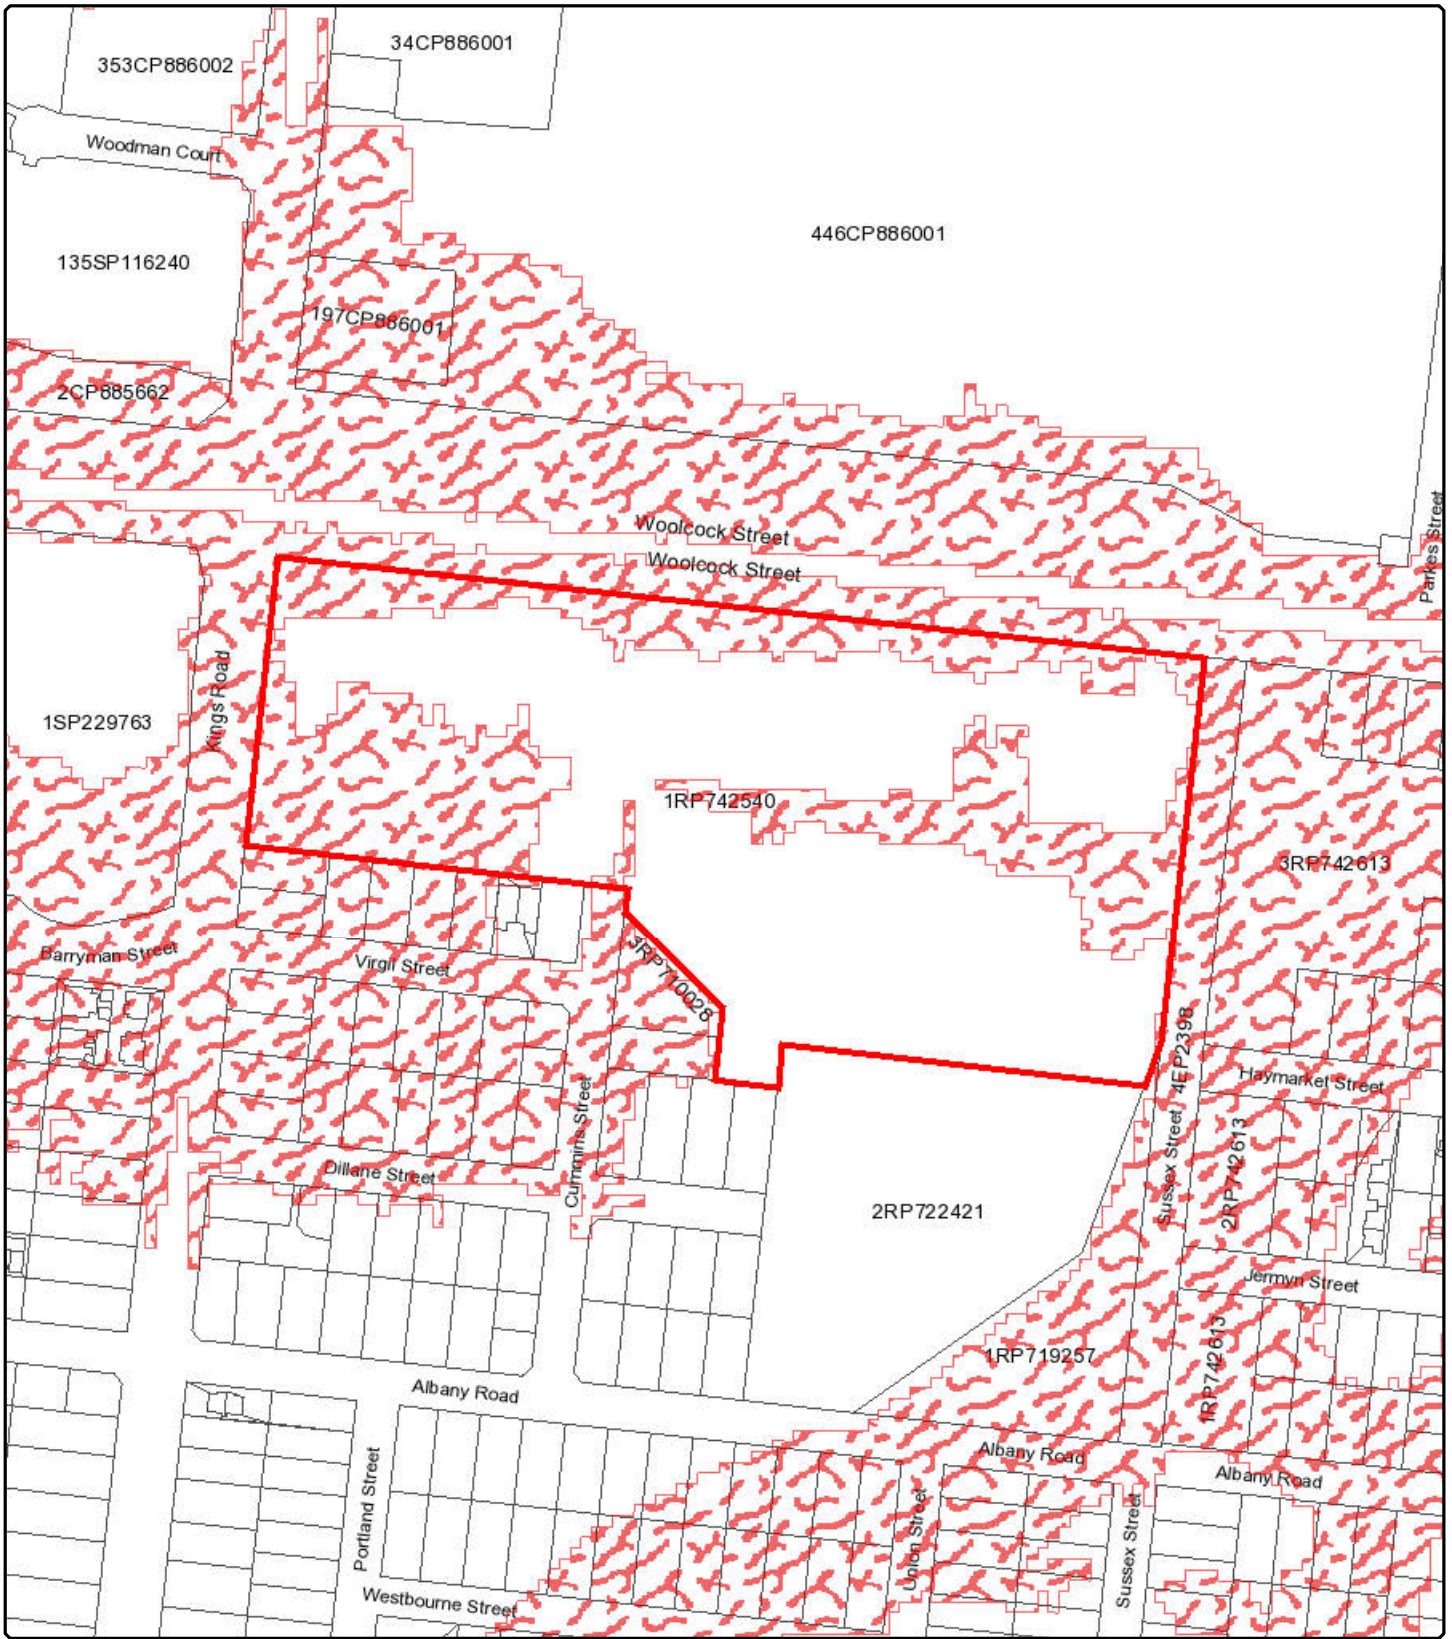 34CP886001
353CP886002
Woodman Court
446CP886001
135SP116240
197CP886001
2CP885662
Woolcock Street
Woolcock Street
Parkes Street
Kings Road
1SP229763
1RP742540
3RP742613
Barryman Street
Virgil Street
3RP710028
4EP2398
Haymarket Street
Sussex Street
Cummins Street
Dillane Street
2RP742613
2RP722421
Jermyn Street
1RP719257
1RP742613
Albany Road
Albany Road
Albany Road
Portland Street
Union Street
Sussex Street
Westbourne Street